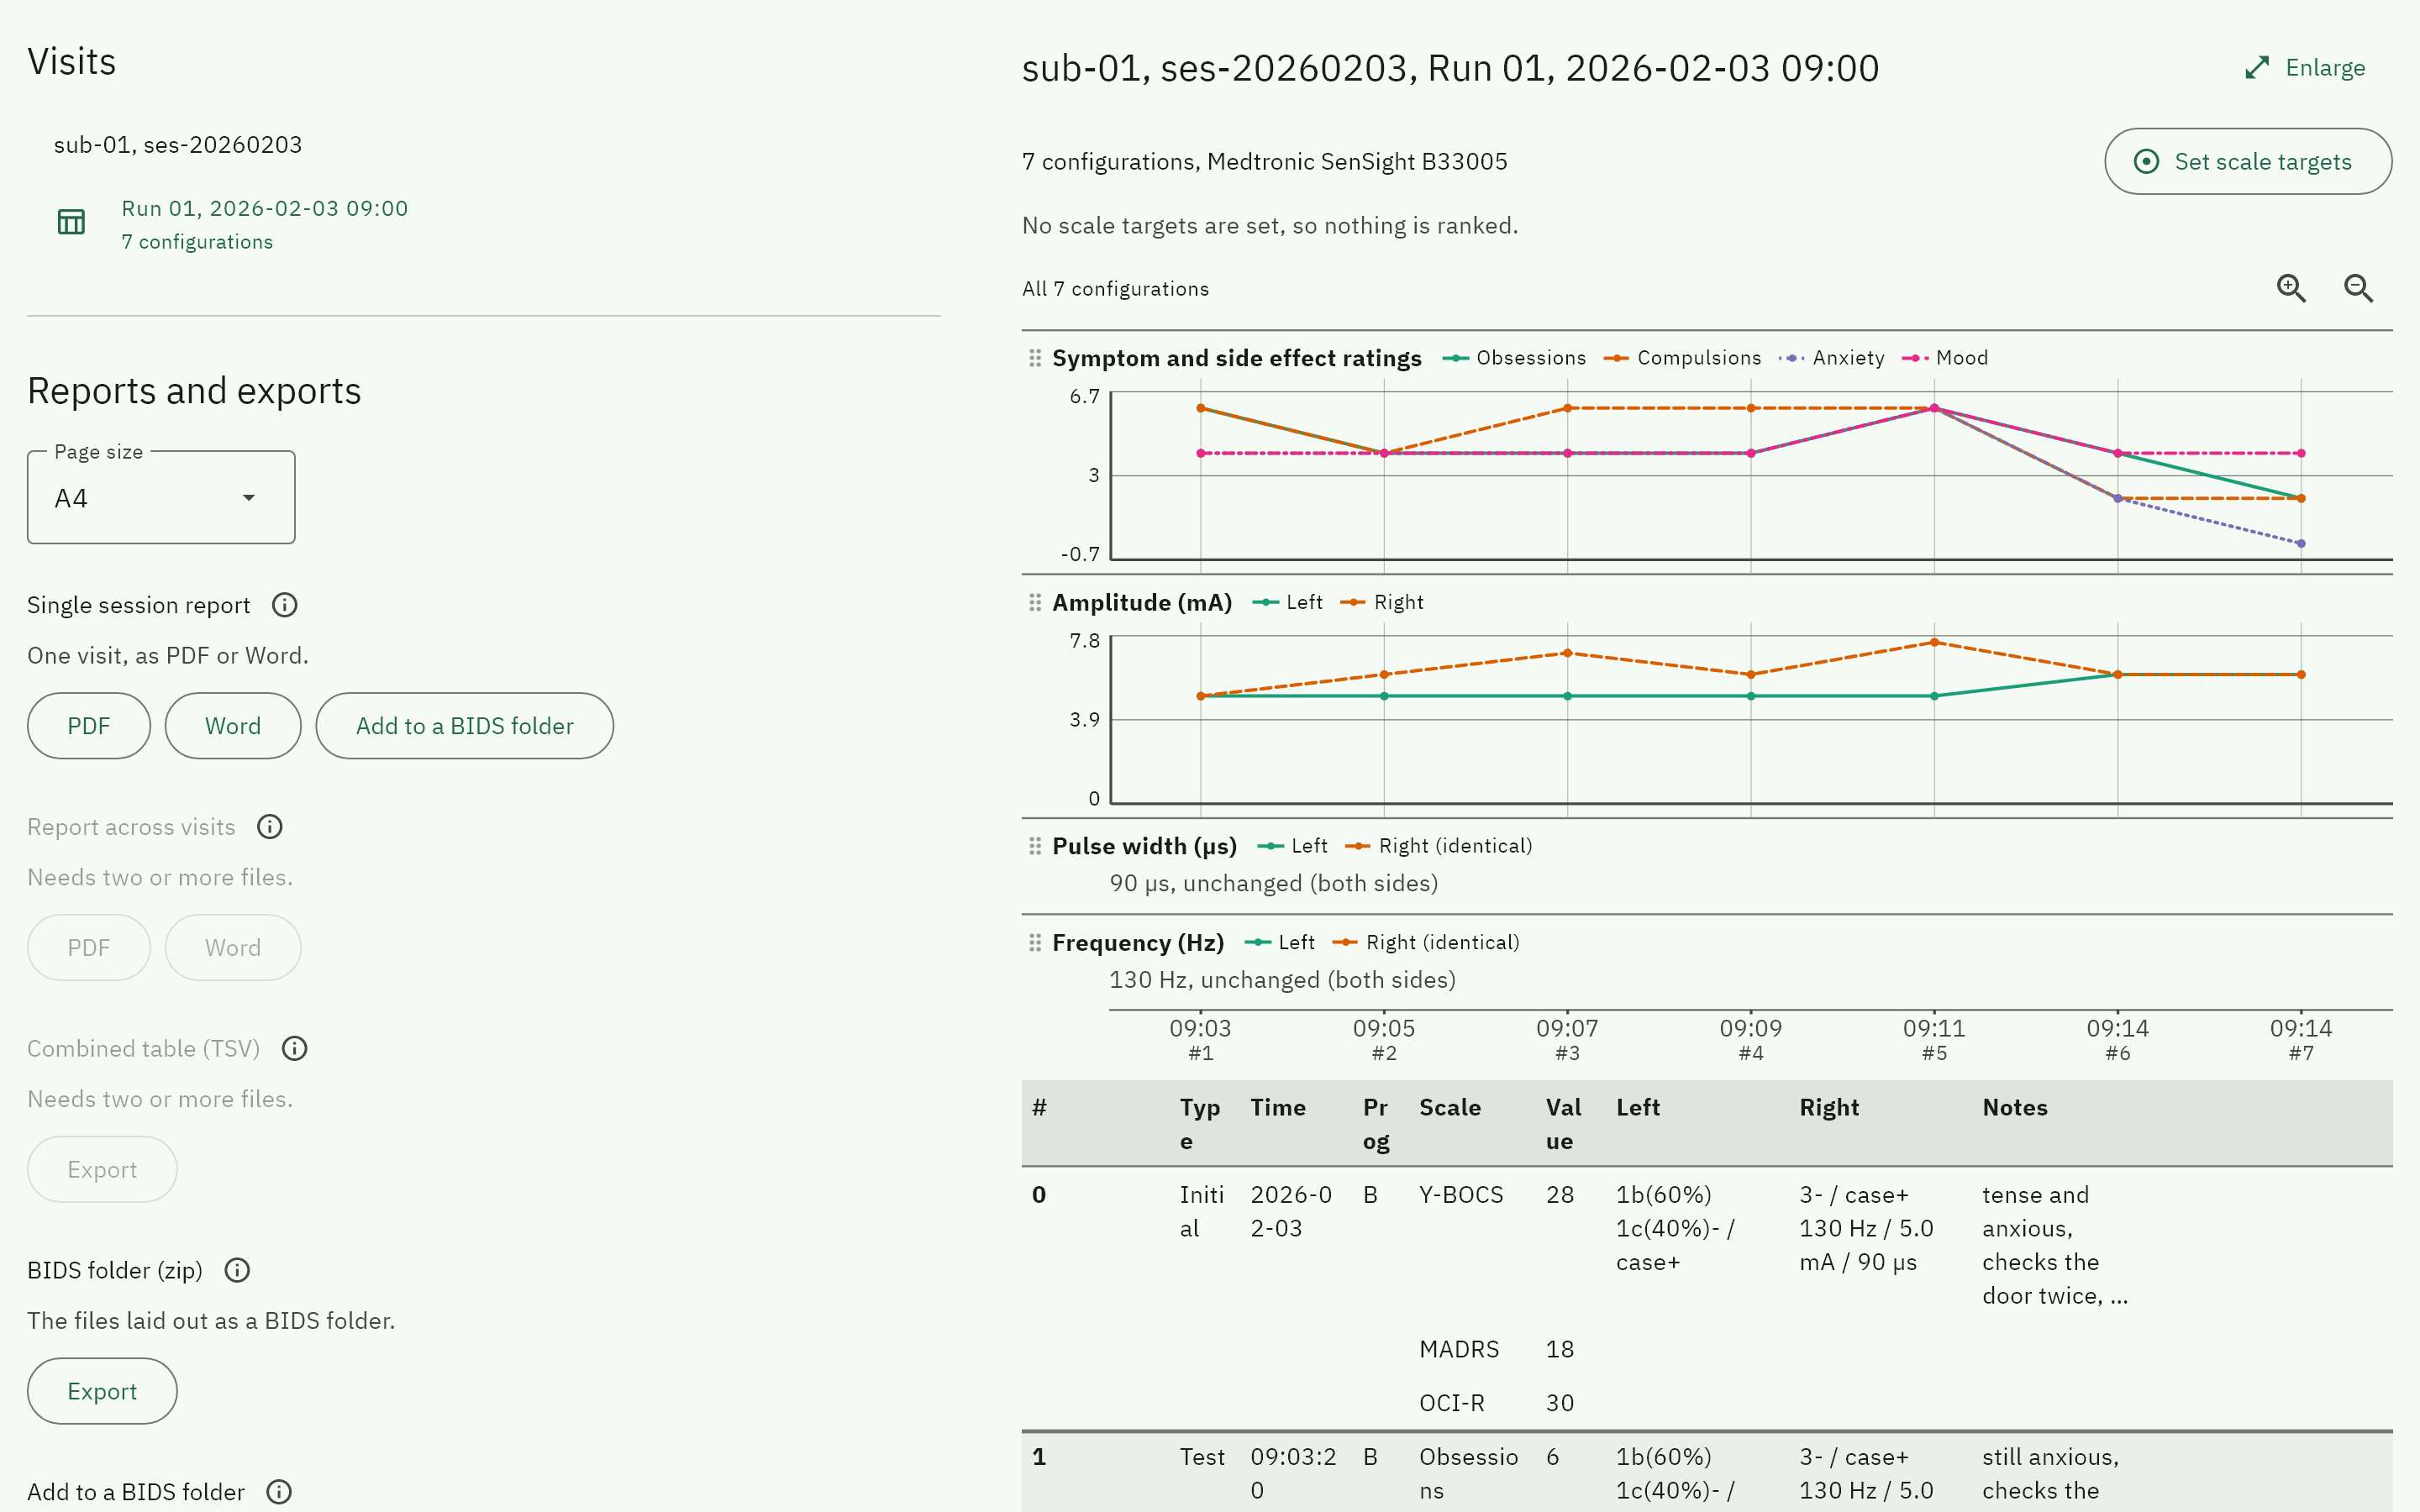 Visits
sub-01, ses-20260203
Run 01, 2026-02-03 09:00
7 configurations
Reports and exports
Page size
A4
Single session report
One visit, as PDF or Word.
PDF
Word
Add to a BIDS folder
Report across visits
Needs two or more files.
PDF
Word
Combined table (TSV)
Needs two or more files.
Export
BIDS folder (zip)
The files laid out as a BIDS folder.
Export
Add to a BIDS folder
sub-01, ses-20260203, Run 01, 2026-02-03 09:00
Enlarge
7 configurations, Medtronic SenSight B33005
Set scale targets
No scale targets are set, so nothing is ranked.
All 7 configurations
Symptom and side effect ratings Obsessions Compulsions Anxiety Mood
6.7
3
-0.7
Amplitude (mA) Left Right
7.8
3.9
0
Pulse width (µs) Left Right (identical)
90 µs, unchanged (both sides)
Frequency (Hz) Left Right (identical)
130 Hz, unchanged (both sides)
09:03 09:05 09:07 09:09 09:11 09:14 09:14
#1 #2 #3 #4 #5 #6 #7
# Typ Time Pr Scale Val Left Right Notes
e og ue
0 Initi 2026-0 B Y-BOCS 28 1b(60%) 3- / case+ tense and
al 2-03 1c(40%)- / 130 Hz / 5.0 anxious,
case+ mA / 90 µs checks the
door twice, ...
MADRS 18
OCI-R 30
1 Test 09:03:2 B Obsessio 6 1b(60%) 3- / case+ still anxious,
0 ns 1c(40%)- / 130 Hz / 5.0 checks the